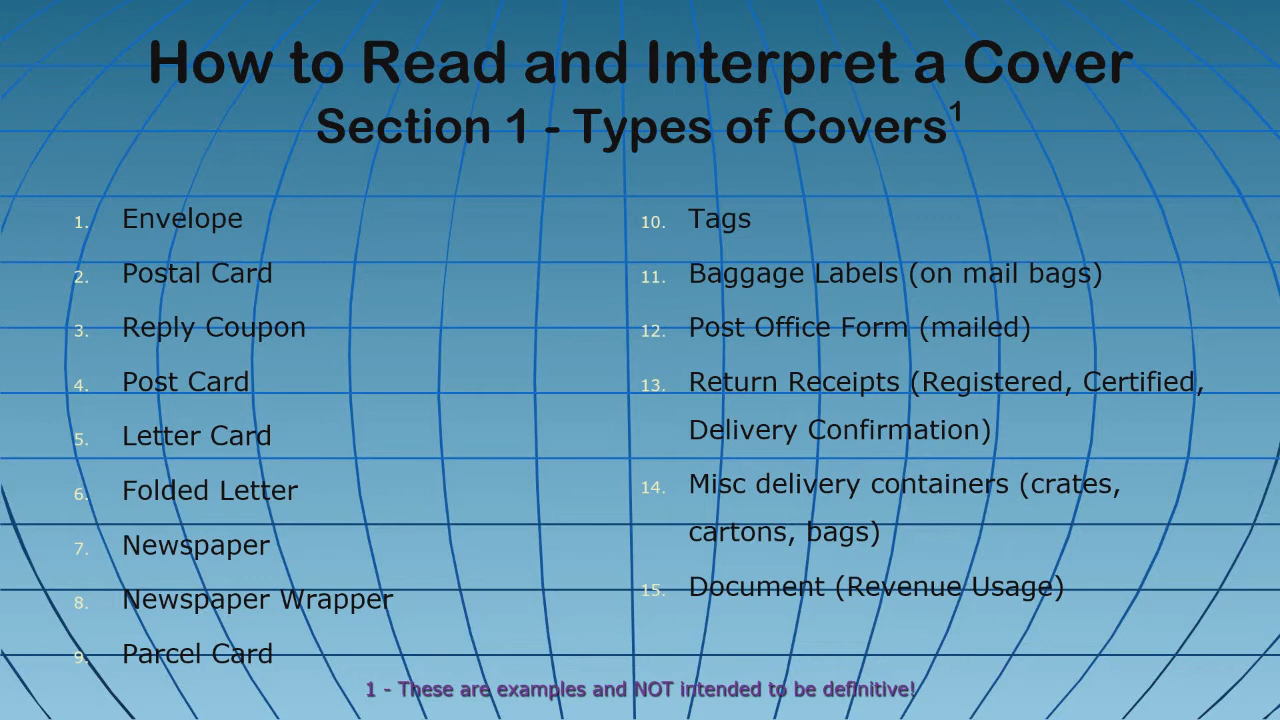 How to Read and Interpret a Cover
Section 1 - Types of Covers1
1. Envelope
2. Postal Card
3. Reply Coupon
4. Post Card
5. Letter Card
6. Folded Letter
7. Newspaper
8. Newspaper Wrapper
9. Parcel Card
10. Tags
11. Baggage Labels (on mail bags)
12. Post Office Form (mailed)
13. Return Receipts (Registered, Certified,
Delivery Confirmation)
14. Misc delivery containers (crates,
cartons, bags)
15. Document (Revenue Usage)
1 - These are examples and NOT intended to be definitive!